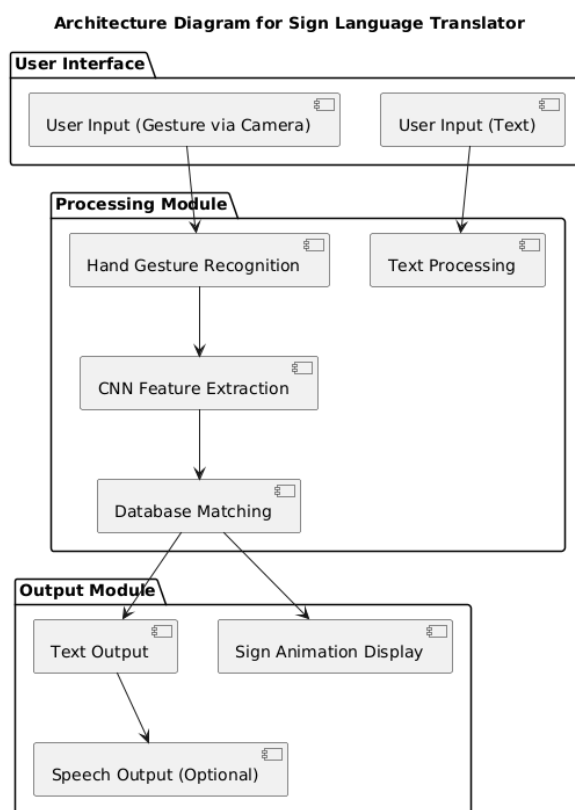 Architecture Diagram for Sign Language Translator
User Interface
User Input (Gesture via Camera)
User Input (Text)
Processing Module
Hand Gesture Recognition
Text Processing
CNN Feature Extraction
Database Matching
Output Module
Text Output
Sign Animation Display
Speech Output (Optional)